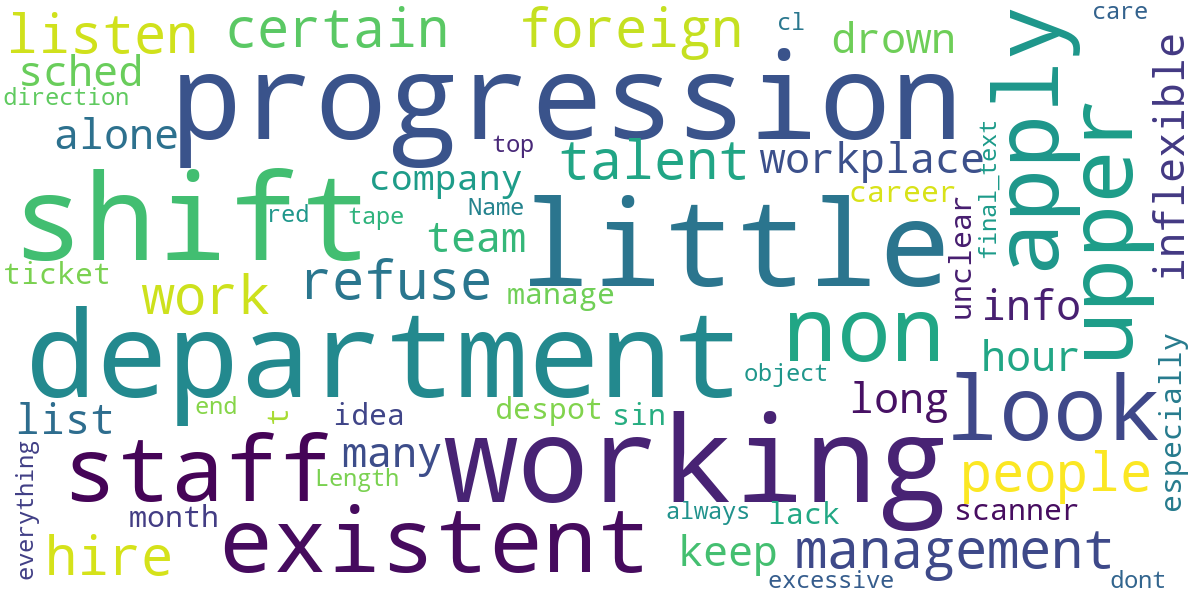 listen
certain
foreign
cl
drown
care
sched
direction
progression
apply
inflexible
alone
top
talent
workplace
final_text
upper
shift
red
tape
company
Name
team
little
career
unclear
ticket
work
refuse
manage
non
info
hour
department
object
look
especially
list
end
t
idea
despot
sin
long
everything
staff
many
Length
working
people
month
existent
always
lack
scanner
hire
keep
management
excessive
dont